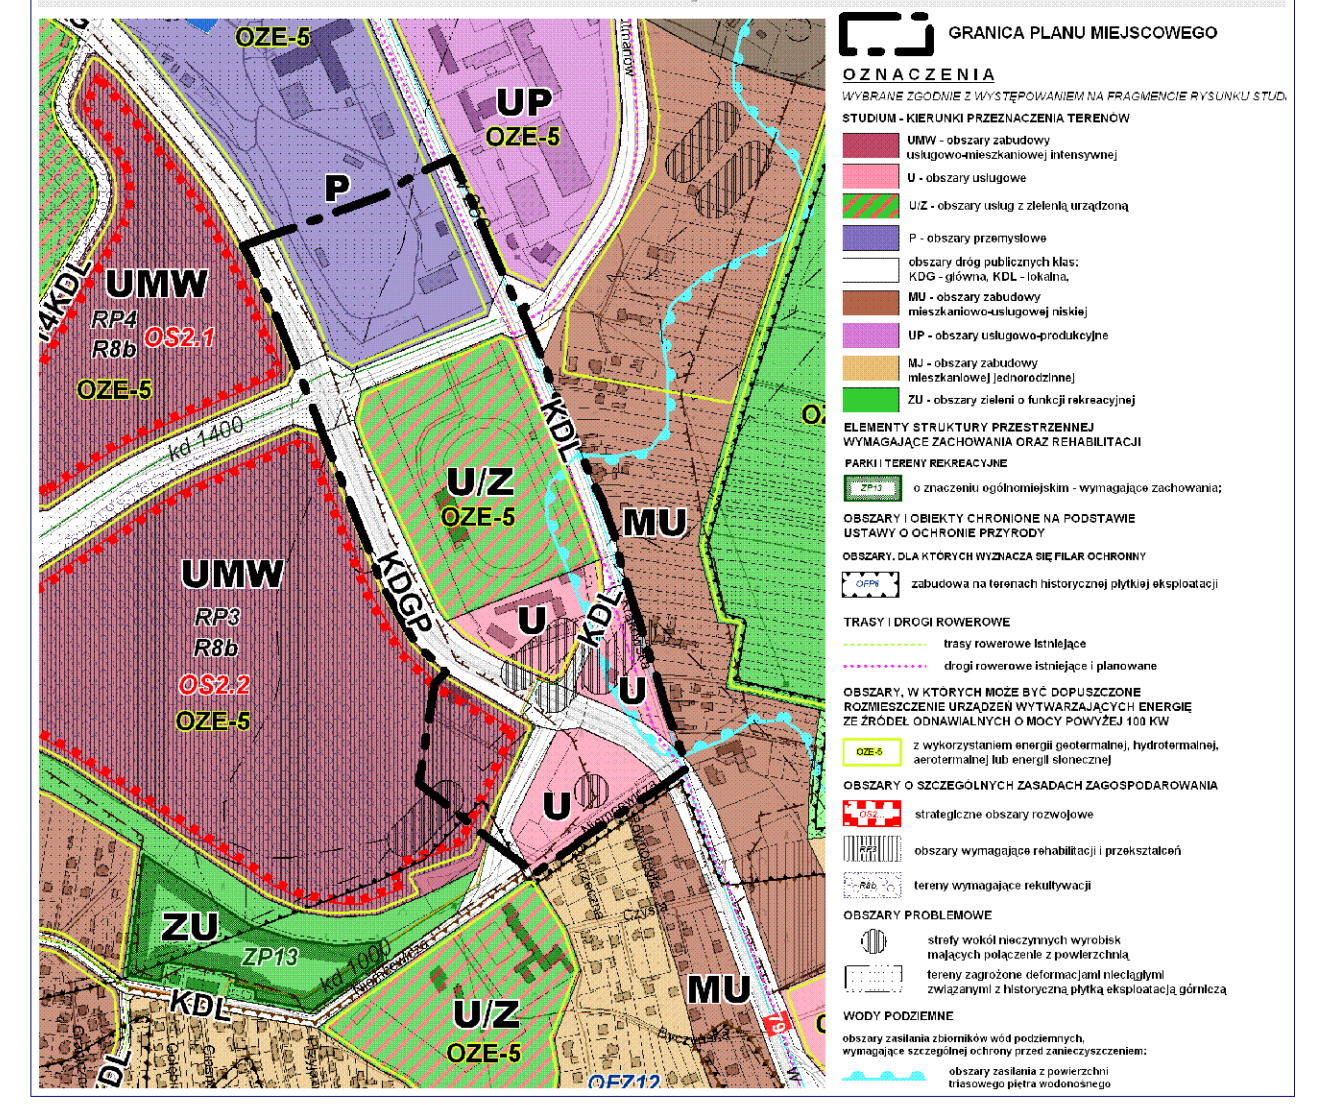 OZE-5
UP
OZE-5
P
UMW
RP4
R8b
OS2.1
OZE-5
kd 1400
KDL
U/Z
OZE-5
MU
UMW
RP3
R8b
OS2.2
OZE-5
KDGP
U
KDL
U
U
ZU
ZP13
kd 1000
KDL
U/Z
OZE-5
MU
79
Czysta
OFZ12
GRANICA PLANU MIEJSCOWEGO
OZNACZENIA
WYBRANE ZGODNIE Z WYSTĘPOWANIEM NA FRAGMENCIE RYSUNKU STUD
STUDIUM - KIERUNKI PRZEZNACZENIA TERENÓW
UMW - obszary zabudowy
usługowo-mieszkaniowej intensywnej
U - obszary usługowe
U/Z - obszary usług z zielenią urządzoną
P - obszary przemysłowe
obszary dróg publicznych klas:
KDG - główna, KDL - lokalna,
MU - obszary zabudowy
mieszkaniowo-usługowej niskiej
UP - obszary usługowo-produkcyjne
MJ - obszary zabudowy
mieszkaniowej jednorodzinnej
ZU - obszary zieleni o funkcji rekreacyjnej
ELEMENTY STRUKTURY PRZESTRZENNEJ
WYMAGAJĄCE ZACHOWANIA ORAZ REHABILITACJI
PARKI I TERENY REKREACYJNE
ZP13 o znaczeniu ogólnomiejskim - wymagające zachowania;
OBSZARY I OBIEKTY CHRONIONE NA PODSTAWIE
USTAWY O OCHRONIE PRZYRODY
OBSZARY, DLA KTÓRYCH WYZNACZA SIĘ FILAR OCHRONNY
OFP6 zabudowa na terenach historycznej płytkiej eksploatacji
TRASY I DROGI ROWEROWE
trasy rowerowe istniejące
drogi rowerowe istniejące i planowane
OBSZARY, W KTÓRYCH MOŻE BYĆ DOPUSZCZONE
ROZMIESZCZENIE URZĄDZEŃ WYTWARZAJĄCYCH ENERGIĘ
ZE ŹRÓDEŁ ODNAWIALNYCH O MOCY POWYŻEJ 100 KW
OZE-5 z wykorzystaniem energii geotermalnej, hydrotermalnej,
aerotermalnej lub energii słonecznej
OBSZARY O SZCZEGÓLNYCH ZASADACH ZAGOSPODAROWANIA
OS2... strategiczne obszary rozwojowe
RP3 obszary wymagające rehabilitacji i przekształceń
R8b tereny wymagające rekultywacji
OBSZARY PROBLEMOWE
strefy wokół nieczynnych wyrobisk
mających połączenie z powierzchnią
tereny zagrożone deformacjami nieciągłymi
związanymi z historyczną płytką eksploatacją górniczą
WODY PODZIEMNE
obszary zasilania zbiorników wód podziemnych,
wymagające szczególnej ochrony przed zanieczyszczeniem:
obszary zasilania z powierzchni
triasowego piętra wodonośnego